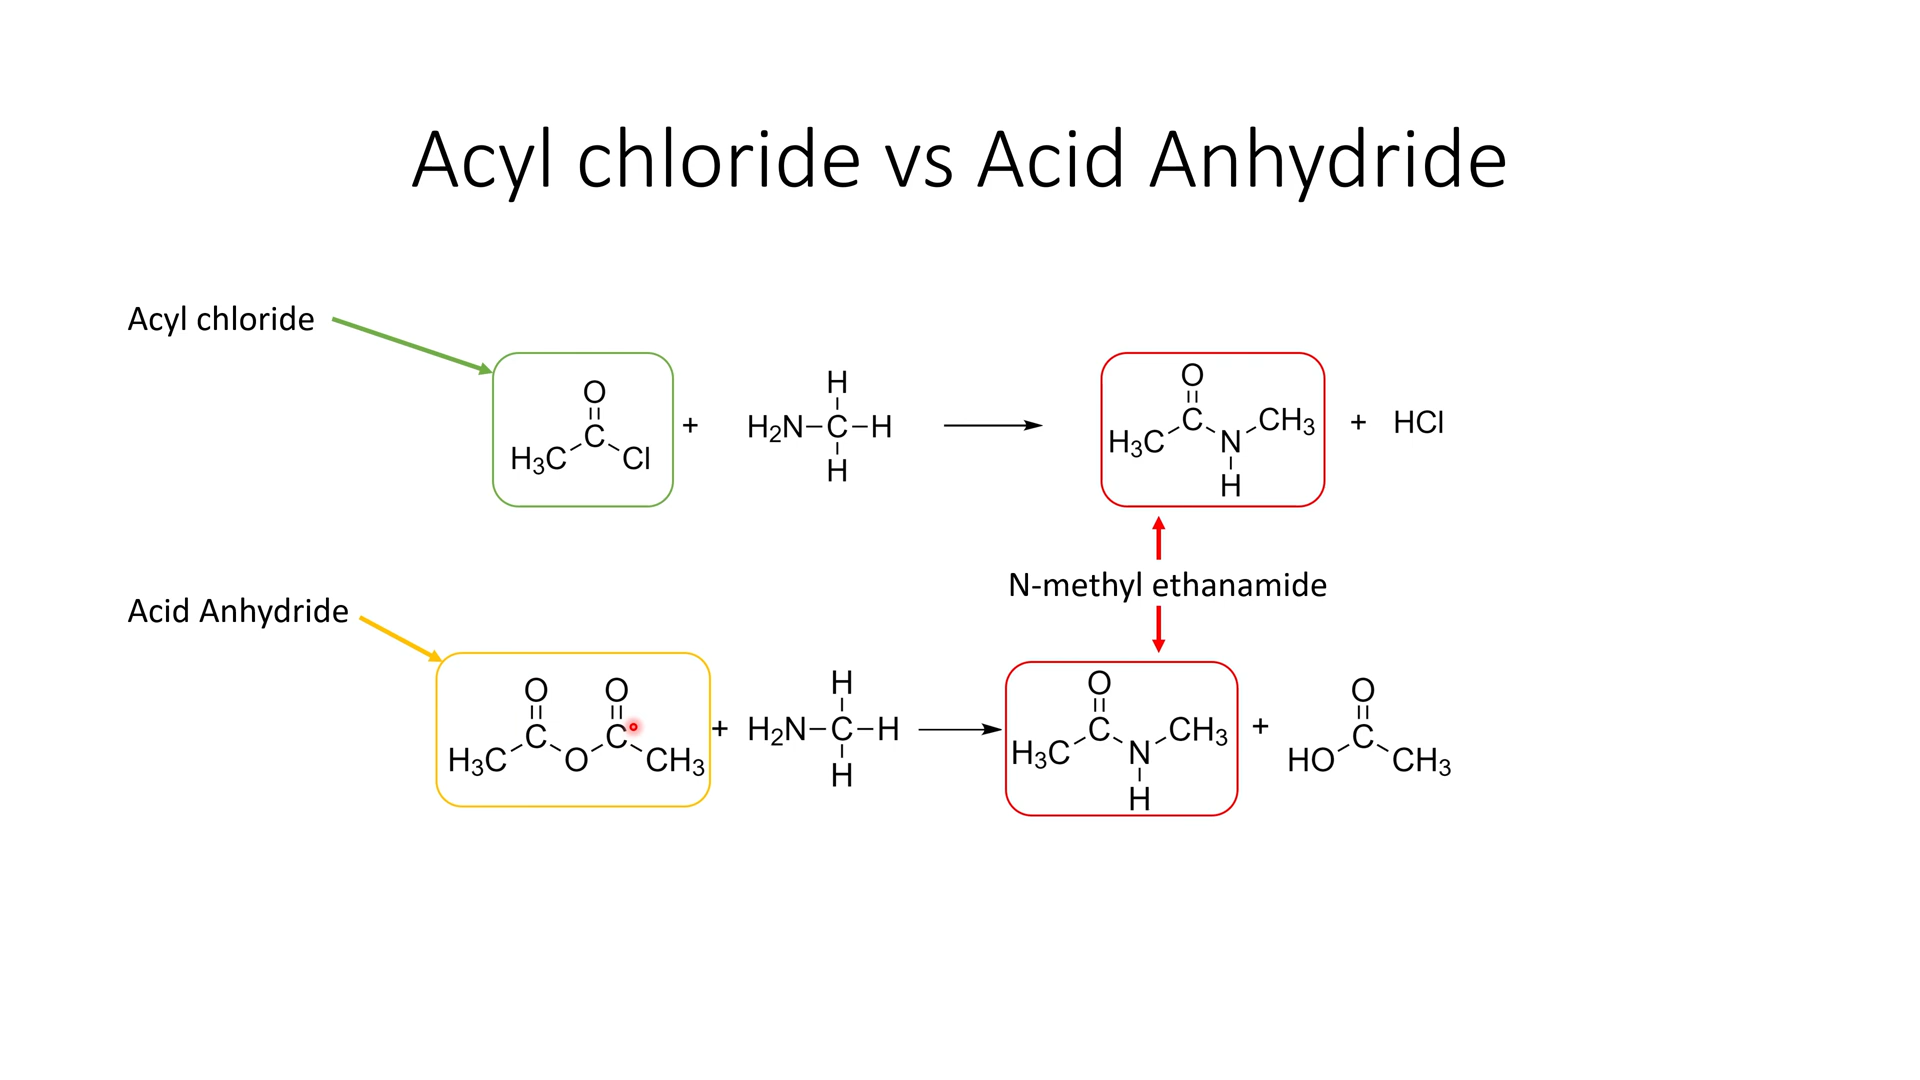 Acyl chloride vs Acid Anhydride
Acyl chloride
O
C
H₃C
Cl
+
H
H₂N–C–H
H
O
C
H₃C
N
CH₃
H
+ HCl
N-methyl ethanamide
Acid Anhydride
O
O
C
C
H₃C
O
CH₃
+
H
H₂N–C–H
H
O
C
H₃C
N
CH₃
H
+
O
C
HO
CH₃